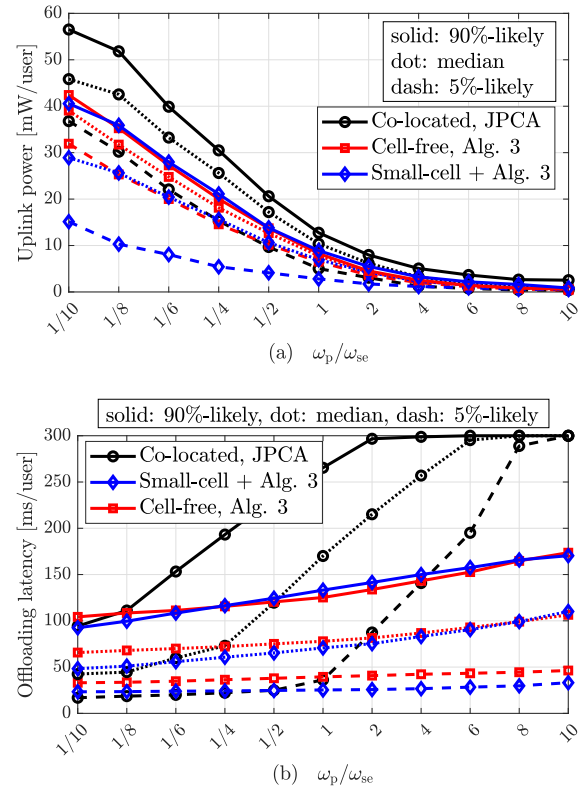 60
50
40
30
20
10
0
Uplink power [mW/user]
solid: 90%-likely
dot: median
dash: 5%-likely
Co-located, JPCA
Cell-free, Alg. 3
Small-cell + Alg. 3
1/10 1/8 1/6 1/4 1/2 1 2 4 6 8 10
(a) ωp/ωse
solid: 90%-likely, dot: median, dash: 5%-likely
300
250
200
150
100
50
0
Offloading latency [ms/user]
Co-located, JPCA
Small-cell + Alg. 3
Cell-free, Alg. 3
1/10 1/8 1/6 1/4 1/2 1 2 4 6 8 10
(b) ωp/ωse